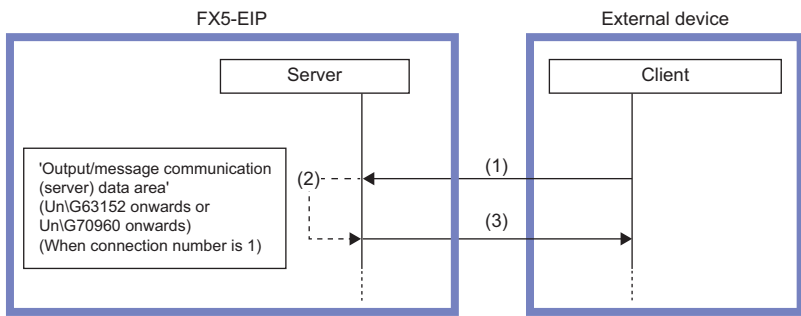 FX5-EIP
External device
Server
Client
'Output/message communication
(server) data area'
(Un\G63152 onwards or
Un\G70960 onwards)
(When connection number is 1)
(1)
(2)
(3)